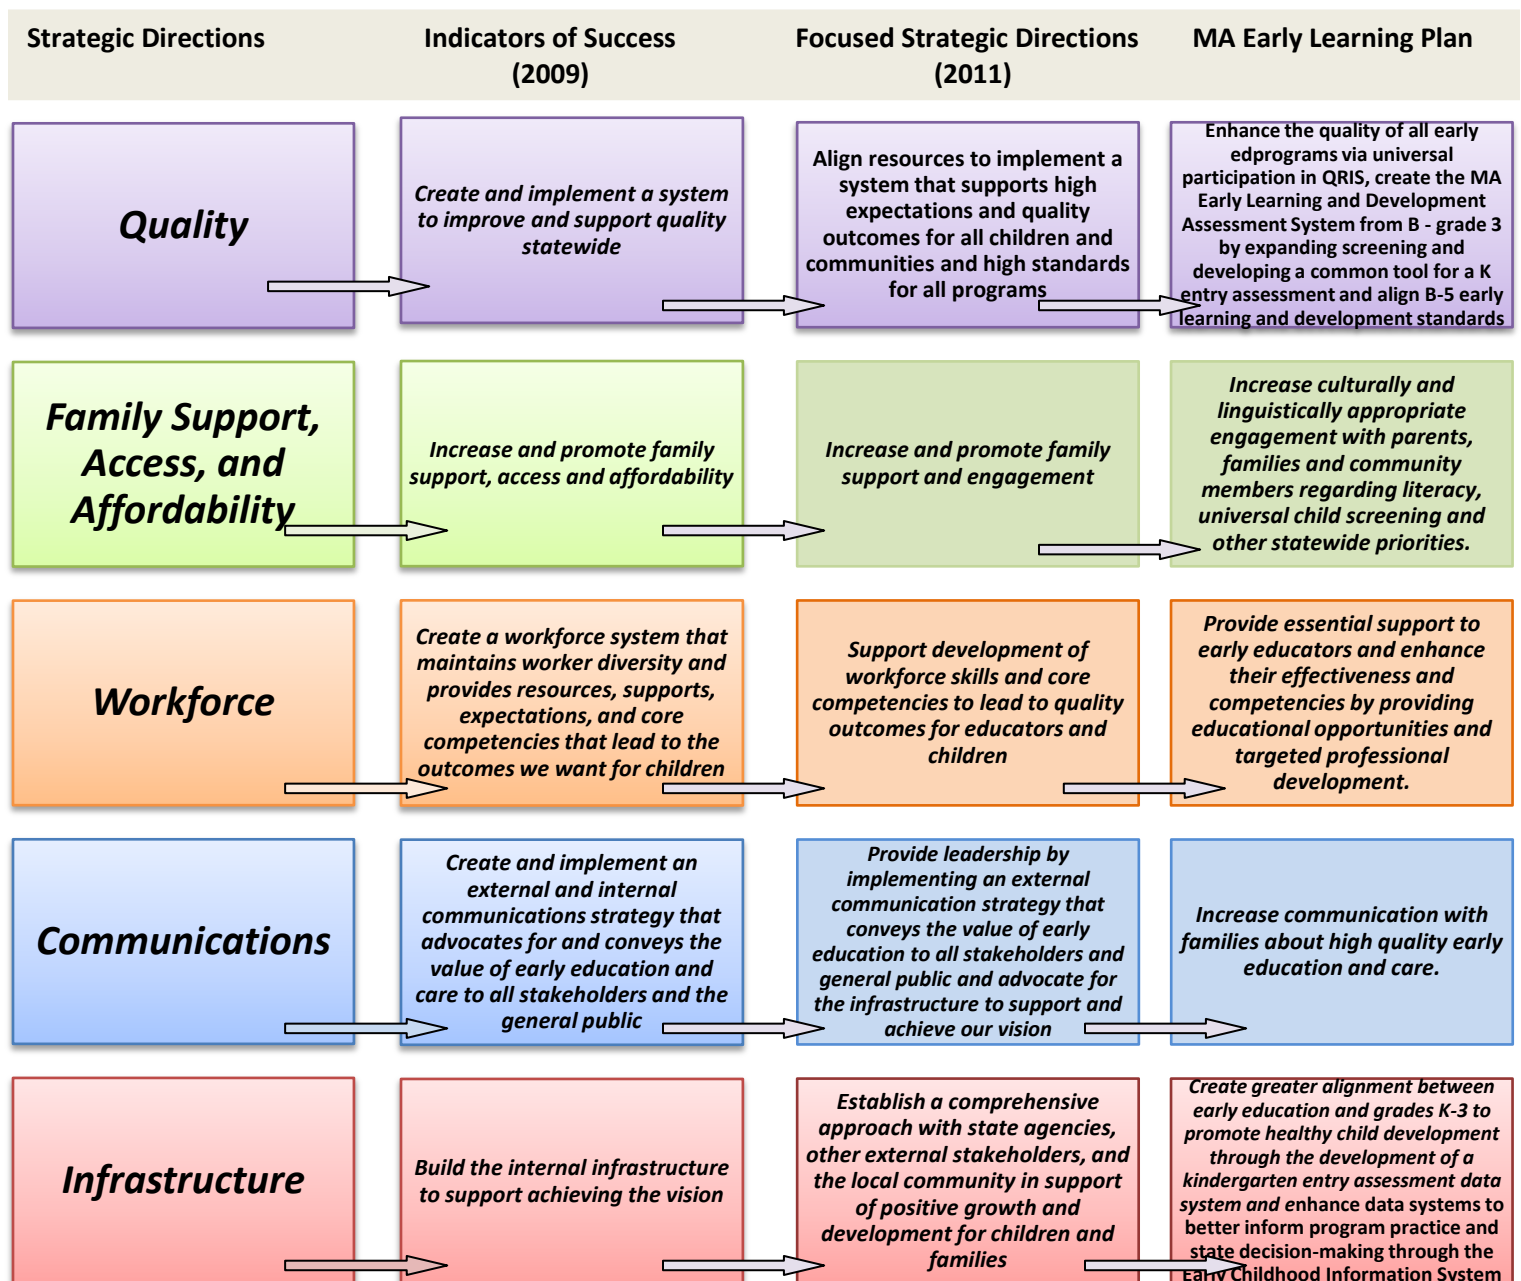 Strategic Directions
Indicators of Success
(2009)
Focused Strategic Directions
(2011)
MA Early Learning Plan
Quality
Create and implement a system
to improve and support quality
statewide
Align resources to implement a
system that supports high
expectations and quality
outcomes for all children and
communities and high standards
for all programs
Enhance the quality of all early
edprograms via universal
participation in QRIS, create the MA
Early Learning and Development
Assessment System from B - grade 3
by expanding screening and
developing a common tool for a K
entry assessment and align B-5 early
learning and development standards
Family Support,
Access, and
Affordability
Increase and promote family
support, access and affordability
Increase and promote family
support and engagement
Increase culturally and
linguistically appropriate
engagement with parents,
families and community
members regarding literacy,
universal child screening and
other statewide priorities.
Workforce
Create a workforce system that
maintains worker diversity and
provides resources, supports,
expectations, and core
competencies that lead to the
outcomes we want for children
Support development of
workforce skills and core
competencies to lead to quality
outcomes for educators and
children
Provide essential support to
early educators and enhance
their effectiveness and
competencies by providing
educational opportunities and
targeted professional
development.
Communications
Create and implement an
external and internal
communications strategy that
advocates for and conveys the
value of early education and
care to all stakeholders and the
general public
Provide leadership by
implementing an external
communication strategy that
conveys the value of early
education to all stakeholders and
general public and advocate for
the infrastructure to support and
achieve our vision
Increase communication with
families about high quality early
education and care.
Infrastructure
Build the internal infrastructure
to support achieving the vision
Establish a comprehensive
approach with state agencies,
other external stakeholders, and
the local community in support
of positive growth and
development for children and
families
Create greater alignment between
early education and grades K-3 to
promote healthy child development
through the development of a
kindergarten entry assessment data
system and enhance data systems to
better inform program practice and
state decision-making through the
Early Childhood Information System